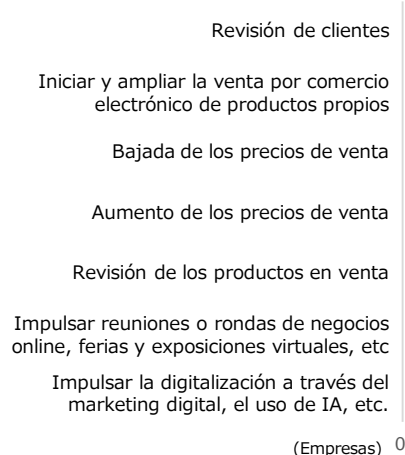 Revisión de clientes
Iniciar y ampliar la venta por comercio
electrónico de productos propios
Bajada de los precios de venta
Aumento de los precios de venta
Revisión de los productos en venta
Impulsar reuniones o rondas de negocios
online, ferias y exposiciones virtuales, etc
Impulsar la digitalización a través del
marketing digital, el uso de IA, etc.
(Empresas) 0